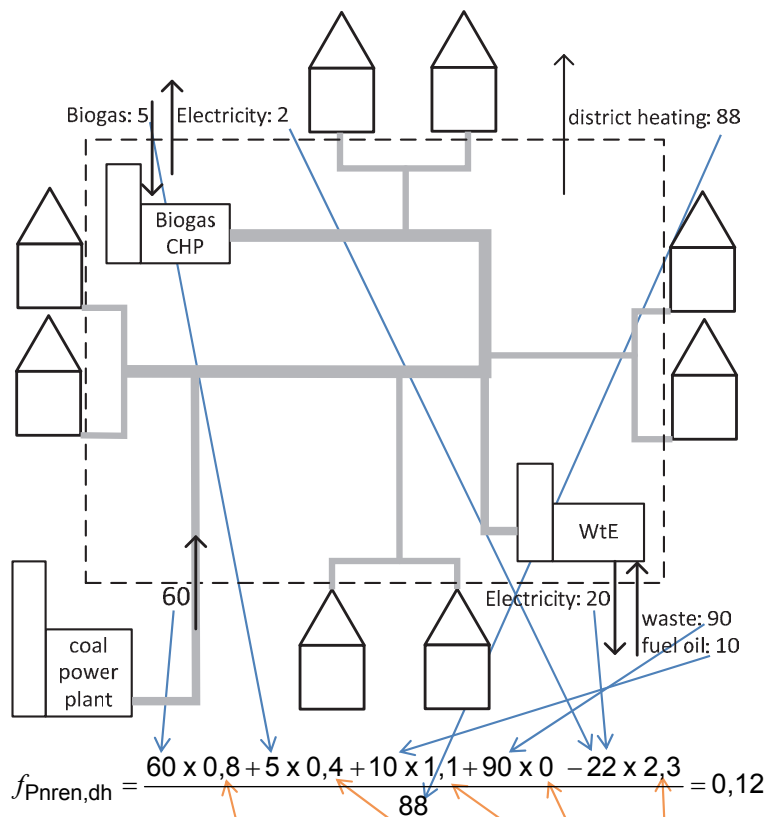 Biogas: 5
Electricity: 2
district heating: 88
Biogas
CHP
WtE
60
Electricity: 20
waste: 90
fuel oil: 10
coal
power
plant
fPnren,dh = (60 x 0,8 + 5 x 0,4 + 10 x 1,1 + 90 x 0 - 22 x 2,3) / 88 = 0,12